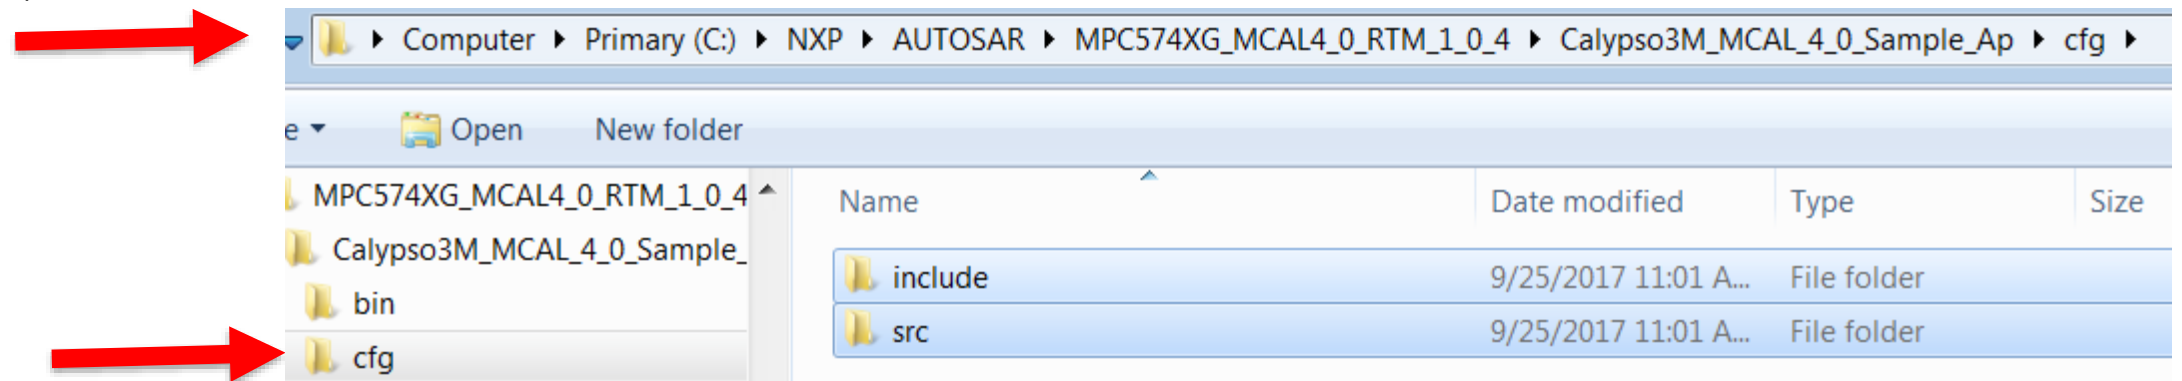 Computer Primary (C:) NXP AUTOSAR MPC574XG_MCAL4_0_RTM_1_0_4 Calypso3M_MCAL_4_0_Sample_Ap cfg
e Open New folder
MPC574XG_MCAL4_0_RTM_1_0_4
Calypso3M_MCAL_4_0_Sample_
bin
cfg
Name Date modified Type Size
include 9/25/2017 11:01 A... File folder
src 9/25/2017 11:01 A... File folder